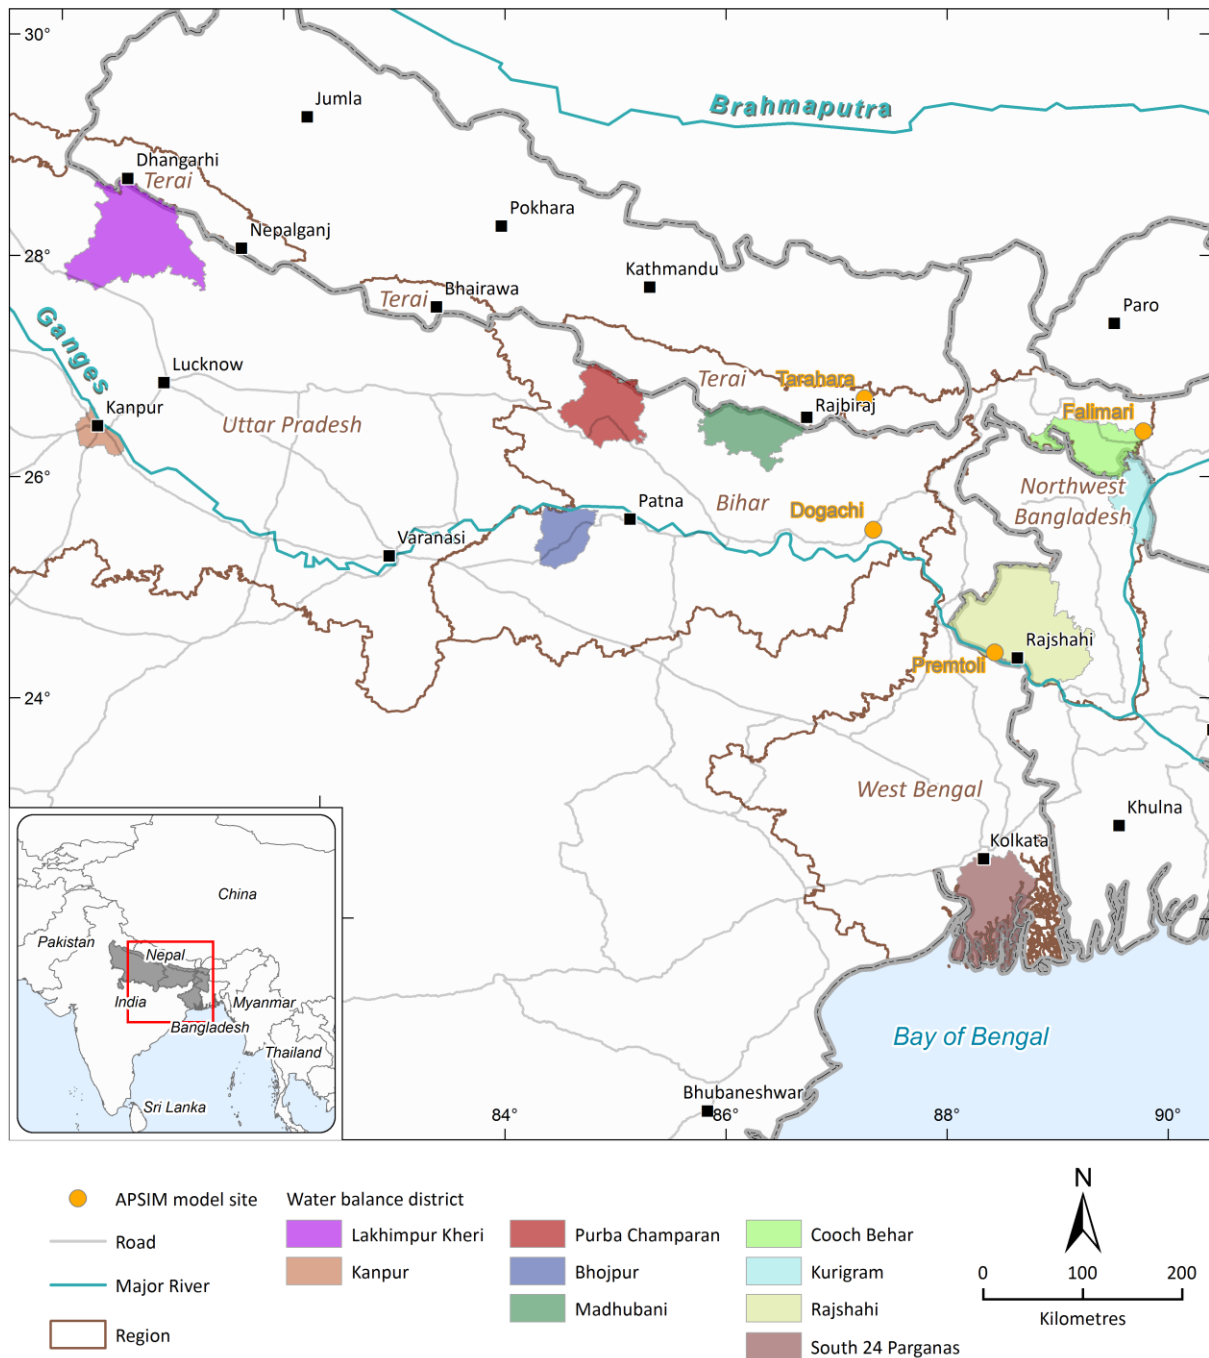 30°
Jumla
Brahmaputra
Dhangarhi
Terai
Pokhara
Nepalganj
28°
Kathmandu
Terai
Bhairawa
Paro
Ganges
Lucknow
Terai
Tarahara
Kanpur
Rajbiraj
Falimari
Uttar Pradesh
26°
Northwest
Bangladesh
Patna
Bihar
Dogachi
Varanasi
Rajshahi
Premtoli
24°
West Bengal
Khulna
Kolkata
China
Pakistan
Nepal
India
Myanmar
Bangladesh
Thailand
Sri Lanka
Bay of Bengal
Bhubaneshwar
84°
86°
88°
90°
APSIM model site
Road
Major River
Region
Water balance district
Lakhimpur Kheri
Kanpur
Purba Champaran
Bhojpur
Madhubani
Cooch Behar
Kurigram
Rajshahi
South 24 Parganas
N
0 100 200
Kilometres